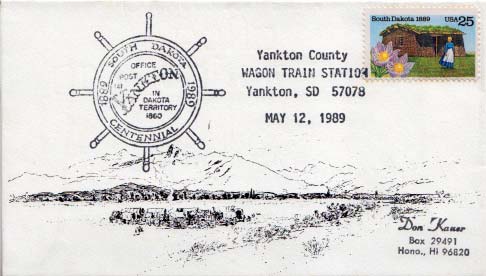 SOUTH DAKOTA
1889
1989
CENTENNIAL
OFFICE
POST
YANKTON
IN
DAKOTA
TERRITORY
1860
South Dakota 1889 USA 25
Yankton County
WAGON TRAIN STATION
Yankton, SD 57078
MAY 12, 1989
Don Kauer
Box 29491
Hono., HI 96820